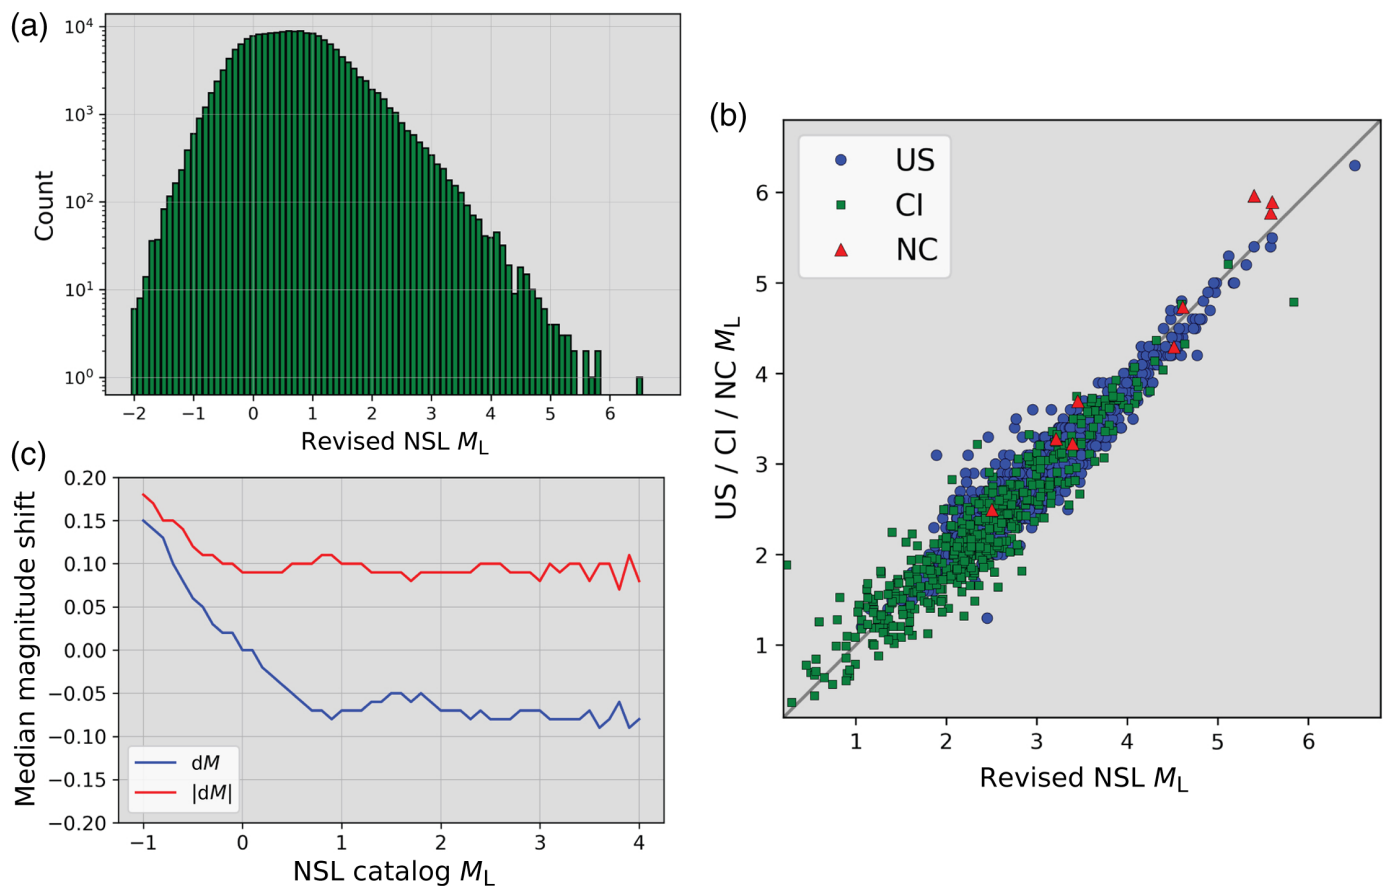 (a)
10⁴
10³
10² Count
10¹
10⁰
−2 −1 0 1 2 3 4 5 6
Revised NSL M_L
(b)
US
CI
NC
6
5
4
3
2
1
US / CI / NC M_L
1 2 3 4 5 6
Revised NSL M_L
(c)
0.20
0.15
0.10
0.05
0.00
−0.05
−0.10
−0.15
−0.20
Median magnitude shift
dM
|dM|
−1 0 1 2 3 4
NSL catalog M_L